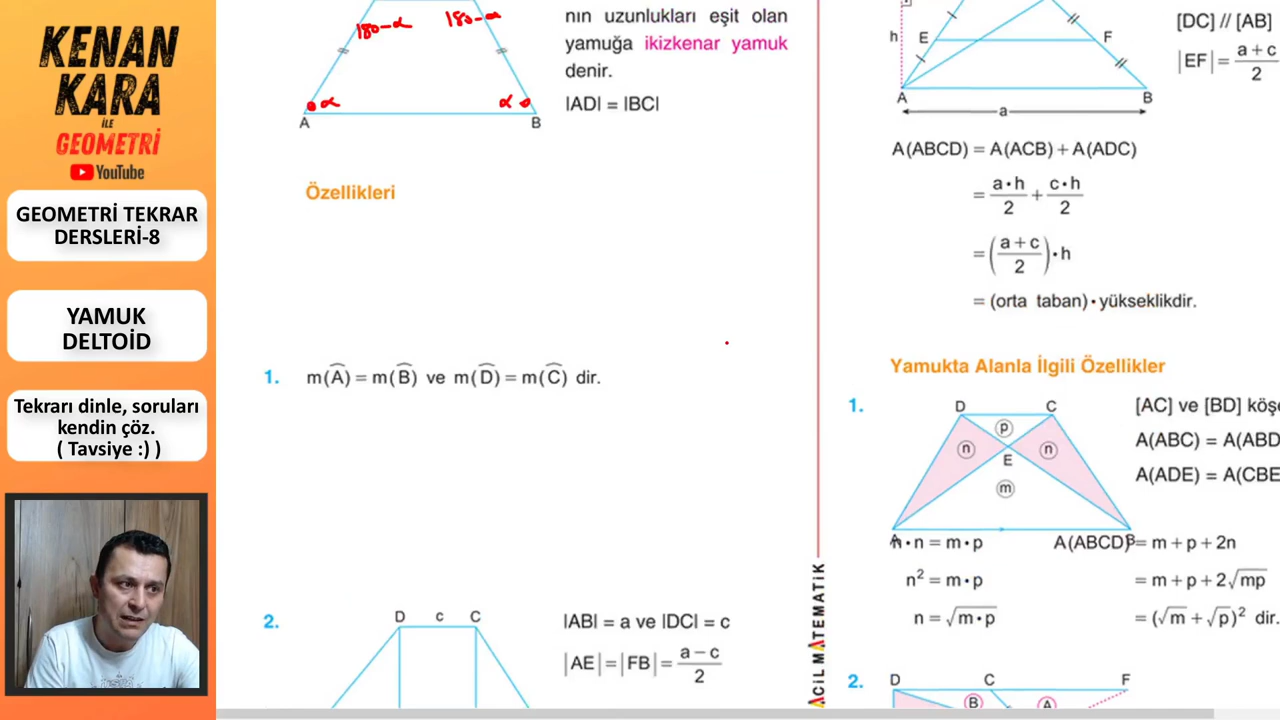 KENAN
KARA
İLE
GEOMETRİ
YouTube
GEOMETRİ TEKRAR
DERSLERİ-8
YAMUK
DELTOİD
Tekrarı dinle, soruları
kendin çöz.
( Tavsiye :) )
180-α 180-α
α α
A B
nın uzunlukları eşit olan
yamuğa ikizkenar yamuk
denir.
|AD| = |BC|
Özellikleri
1. m(Â) = m(B̂) ve m(D̂) = m(Ĉ) dir.
2. D c C
|AB| = a ve |DC| = c
|AE| = |FB| = (a − c)/2
ACİL MATEMATİK
h E F
A B
a
[DC] // [AB]
|EF| = (a + c)/2
A(ABCD) = A(ACB) + A(ADC)
= (a • h)/2 + (c • h)/2
= ((a + c)/2) • h
= (orta taban) • yüksekliktir.
Yamukta Alanla İlgili Özellikler
1. D C
p
n n
E
m
A B
[AC] ve [BD] köşe
A(ABC) = A(ABD
A(ADE) = A(CBE
n • n = m • p
n² = m • p
n = √(m • p)
A(ABCD) = m + p + 2n
= m + p + 2√mp
= (√m + √p)² dir.
2. D C F
B A